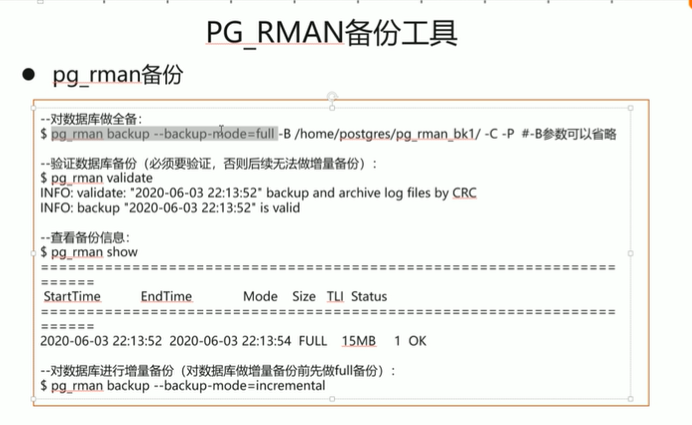 PG_RMAN备份工具
● pg_rman备份
--对数据库做全备:
$ pg_rman backup --backup-mode=full -B /home/postgres/pg_rman_bk1/ -C -P #-B参数可以省略
--验证数据库备份（必须要验证，否则后续无法做增量备份）:
$ pg_rman validate
INFO: validate: "2020-06-03 22:13:52" backup and archive log files by CRC
INFO: backup "2020-06-03 22:13:52" is valid
--查看备份信息:
$ pg_rman show
==========================================================================
======
StartTime EndTime Mode Size TLI Status
==========================================================================
======
2020-06-03 22:13:52 2020-06-03 22:13:54 FULL 15MB 1 OK
--对数据库进行增量备份（对数据库做增量备份前先做full备份）:
$ pg_rman backup --backup-mode=incremental